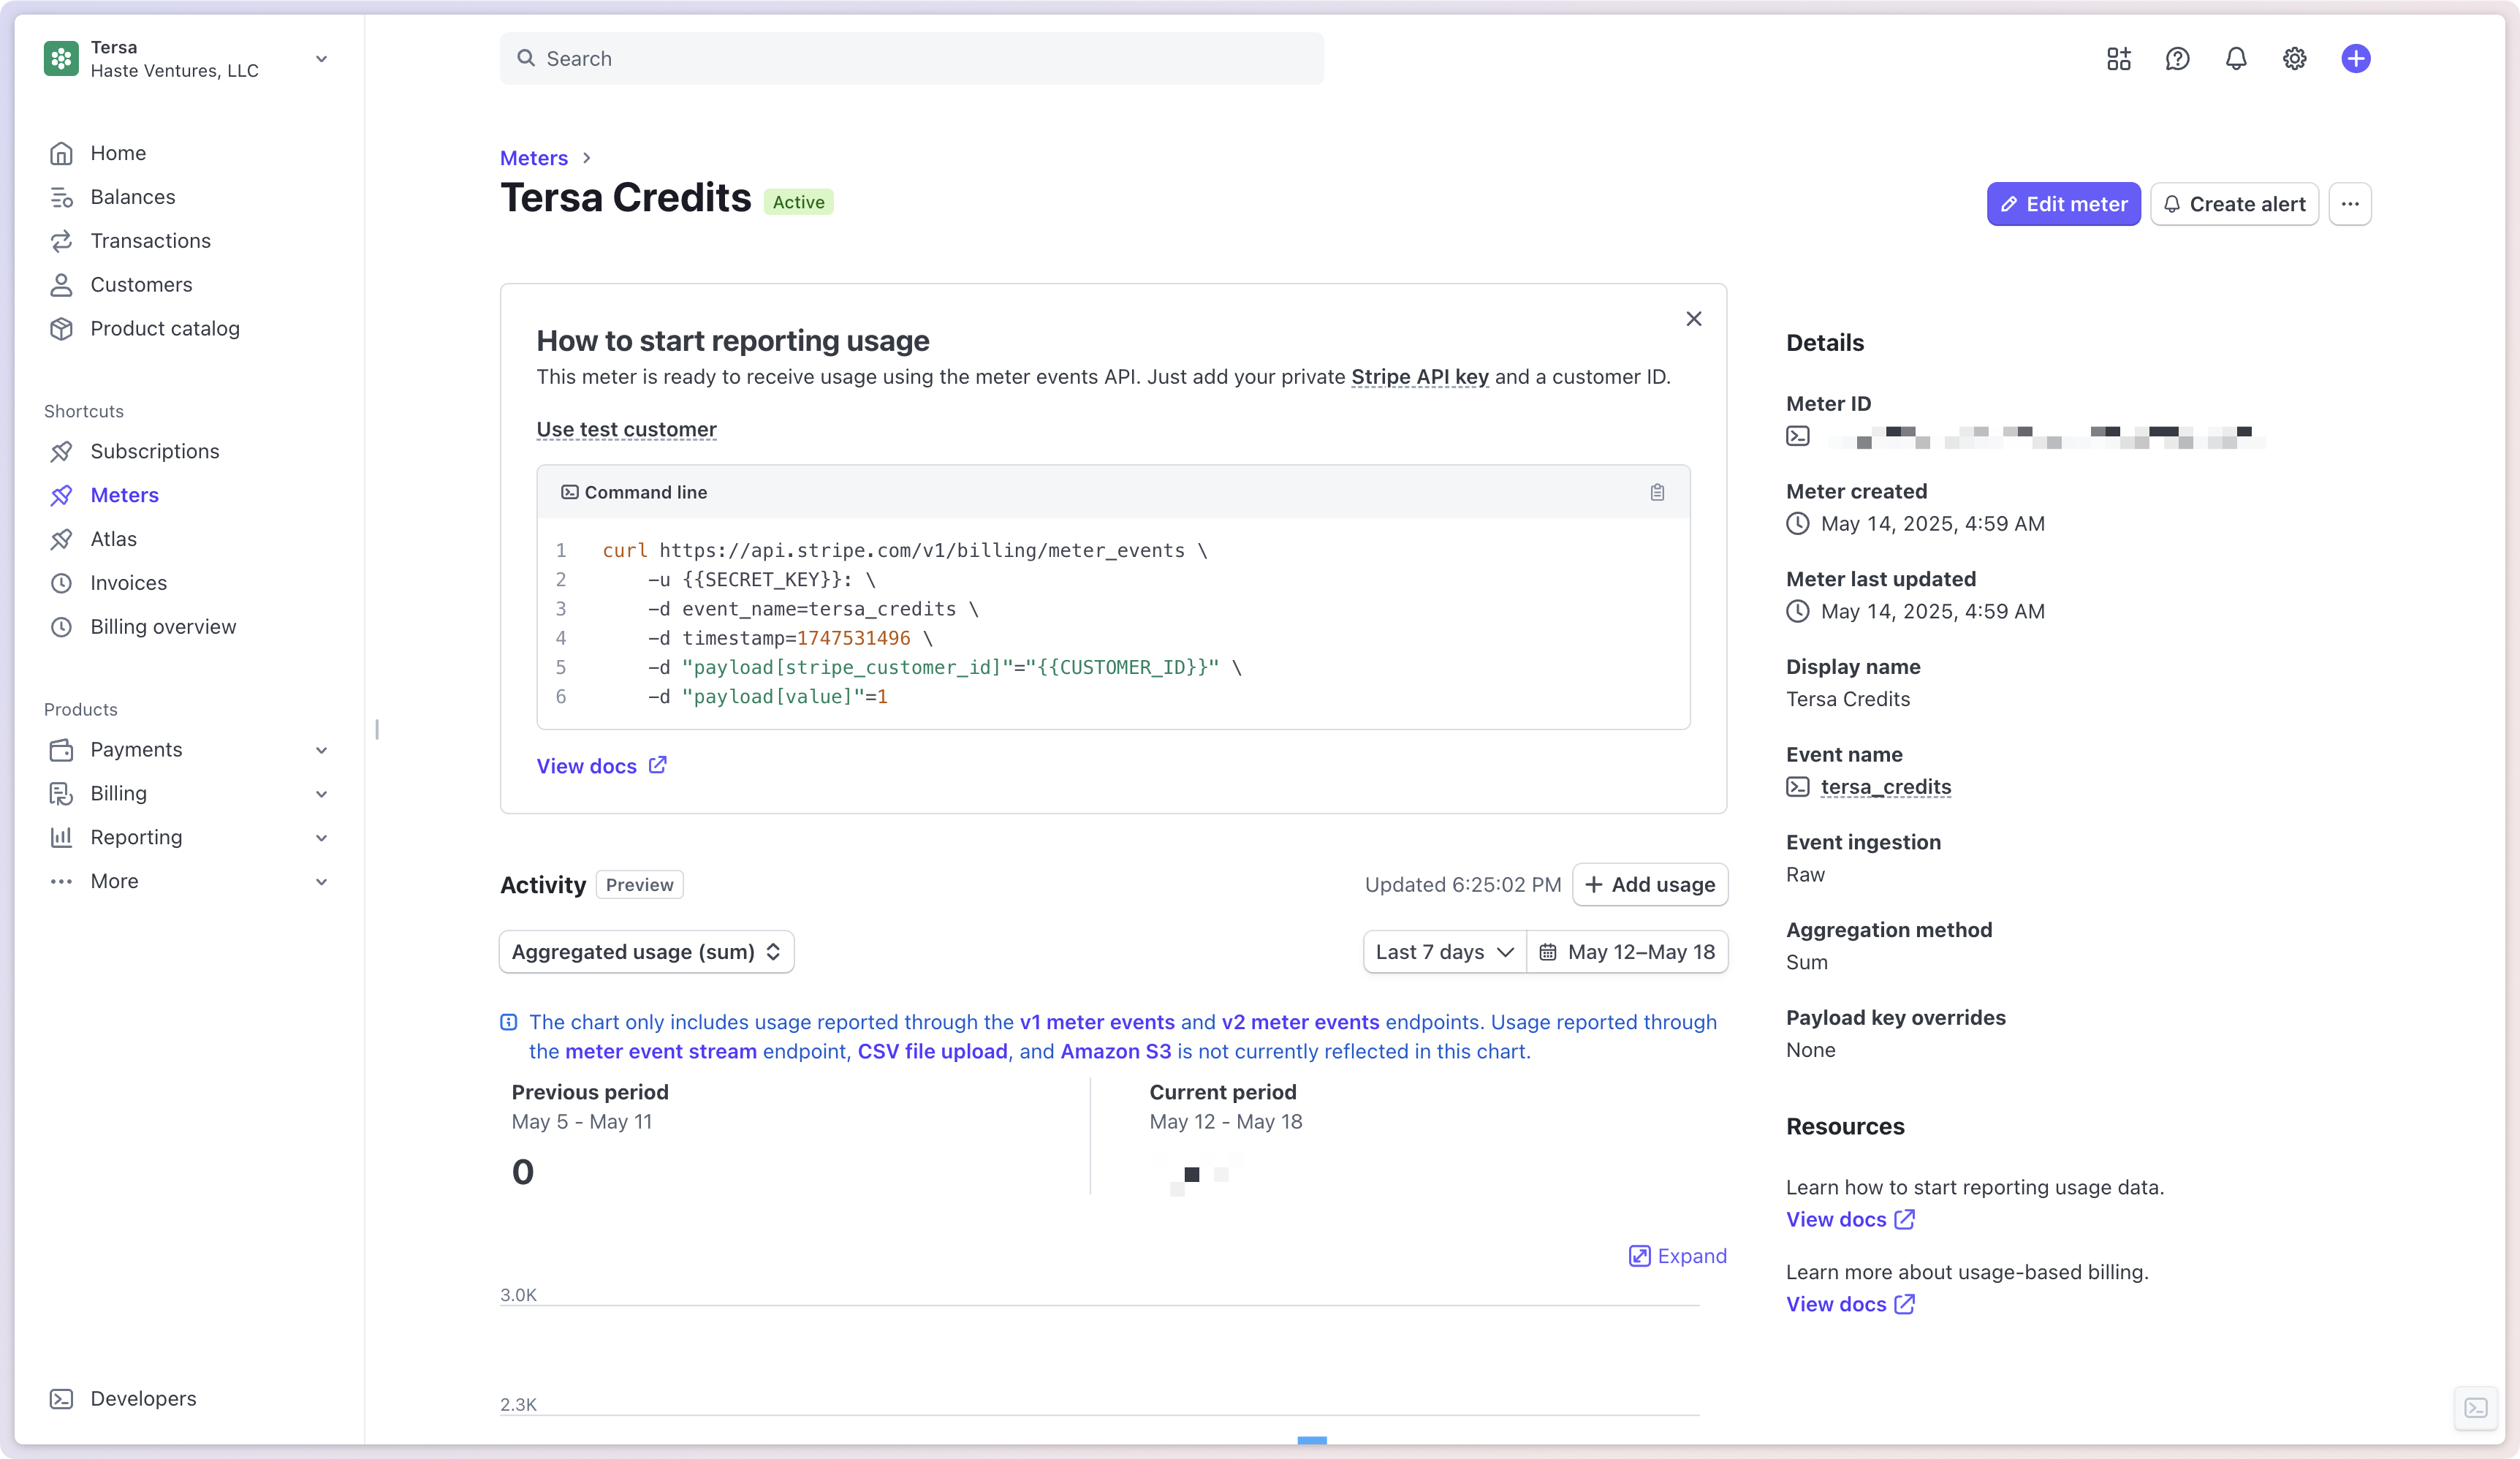 Tersa
Haste Ventures, LLC
Home
Balances
Transactions
Customers
Product catalog
Shortcuts
Subscriptions
Meters
Atlas
Invoices
Billing overview
Products
Payments
Billing
Reporting
More
Developers
Search
Meters
Tersa Credits Active
Edit meter
Create alert
How to start reporting usage
This meter is ready to receive usage using the meter events API. Just add your private Stripe API key and a customer ID.
Use test customer
Command line
1 curl https://api.stripe.com/v1/billing/meter_events \
2 -u {{SECRET_KEY}}: \
3 -d event_name=tersa_credits \
4 -d timestamp=1747531496 \
5 -d "payload[stripe_customer_id]"="{{CUSTOMER_ID}}" \
6 -d "payload[value]"=1
View docs
Activity Preview
Updated 6:25:02 PM
Add usage
Aggregated usage (sum)
Last 7 days
May 12–May 18
The chart only includes usage reported through the v1 meter events and v2 meter events endpoints. Usage reported through
the meter event stream endpoint, CSV file upload, and Amazon S3 is not currently reflected in this chart.
Previous period
May 5 - May 11
0
Current period
May 12 - May 18
Expand
3.0K
2.3K
Details
Meter ID
Meter created
May 14, 2025, 4:59 AM
Meter last updated
May 14, 2025, 4:59 AM
Display name
Tersa Credits
Event name
tersa_credits
Event ingestion
Raw
Aggregation method
Sum
Payload key overrides
None
Resources
Learn how to start reporting usage data.
View docs
Learn more about usage-based billing.
View docs